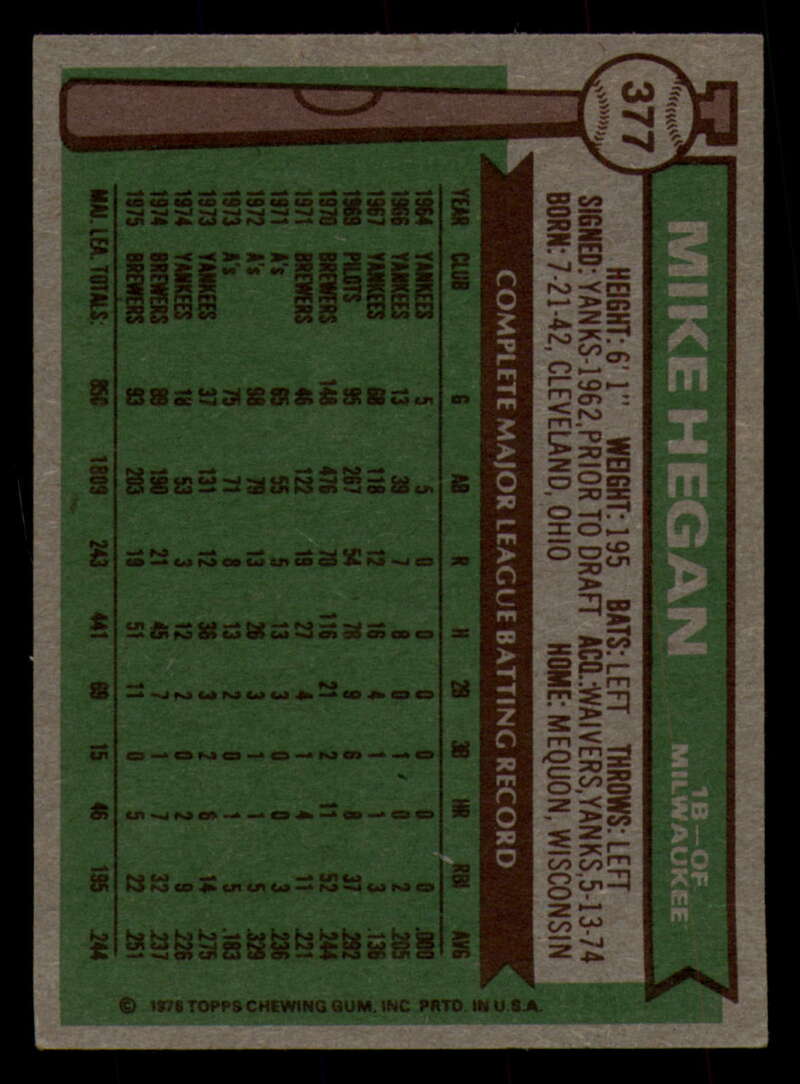 377
MIKE HEGAN
1B—OF
MILWAUKEE
HEIGHT: 6' 1" WEIGHT: 195 BATS: LEFT THROWS: LEFT
SIGNED: YANKS-1962, PRIOR TO DRAFT ACQ.: WAIVERS, YANKS, 5-13-74
BORN: 7-21-42, CLEVELAND, OHIO HOME: MEQUON, WISCONSIN
COMPLETE MAJOR LEAGUE BATTING RECORD
YEAR CLUB G AB R H 2B 3B HR RBI AVG
1964 YANKEES 5 5 0 0 0 0 0 0 .000
1966 YANKEES 13 39 7 8 0 1 0 2 .205
1967 YANKEES 68 118 12 16 4 1 1 3 .136
1969 PILOTS 95 267 54 78 9 6 8 37 .292
1970 BREWERS 148 476 70 116 21 2 11 52 .244
1971 BREWERS 46 122 19 27 4 1 4 11 .221
1971 A's 65 55 5 13 3 0 0 3 .236
1972 A's 98 79 13 26 3 1 1 5 .329
1973 A's 75 71 8 13 2 0 1 5 .183
1973 YANKEES 37 131 12 36 3 2 6 14 .275
1974 YANKEES 18 53 3 12 2 0 2 9 .226
1974 BREWERS 89 190 21 45 7 1 7 32 .237
1975 BREWERS 93 203 19 51 11 0 5 22 .251
MAJ. LEA. TOTALS: 850 1809 243 441 69 15 46 195 .244
© 1976 TOPPS CHEWING GUM, INC. PRTD. IN U.S.A.